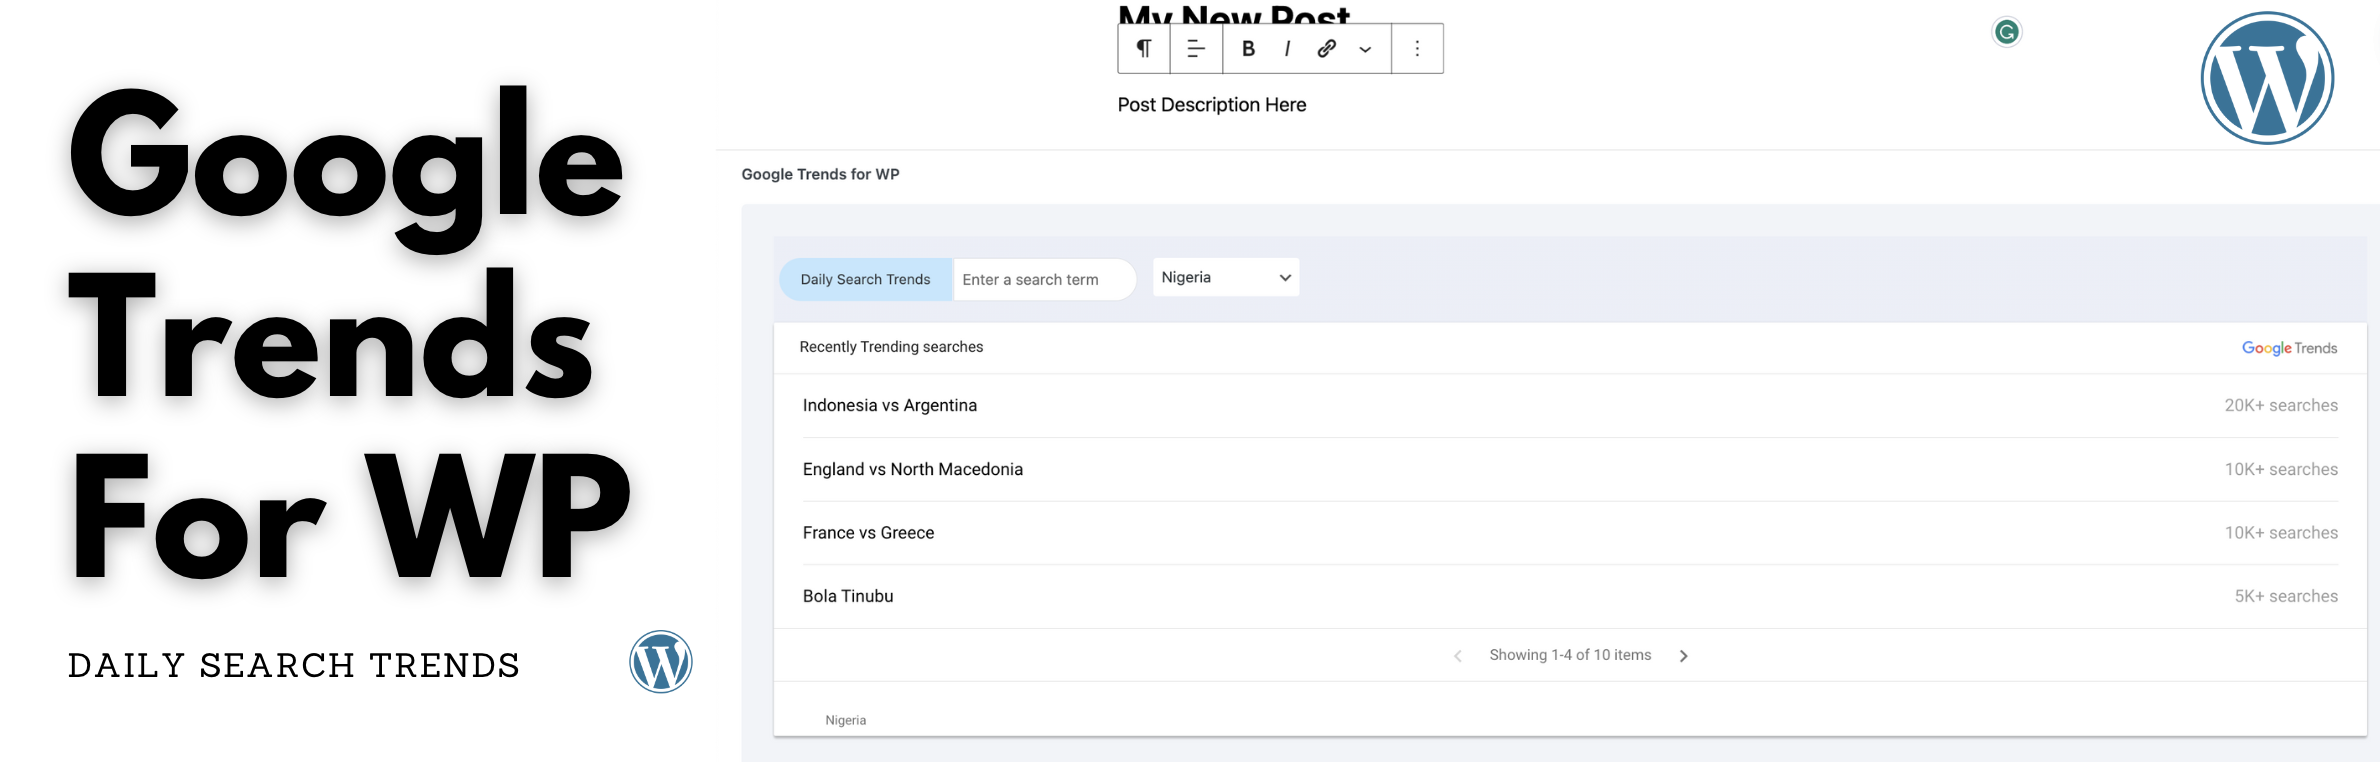 Google
Trends
For WP
DAILY SEARCH TRENDS
My New Post
B I
Post Description Here
Google Trends for WP
Daily Search Trends
Enter a search term
Nigeria
Recently Trending searches
Google Trends
Indonesia vs Argentina
20K+ searches
England vs North Macedonia
10K+ searches
France vs Greece
10K+ searches
Bola Tinubu
5K+ searches
Showing 1-4 of 10 items
Nigeria